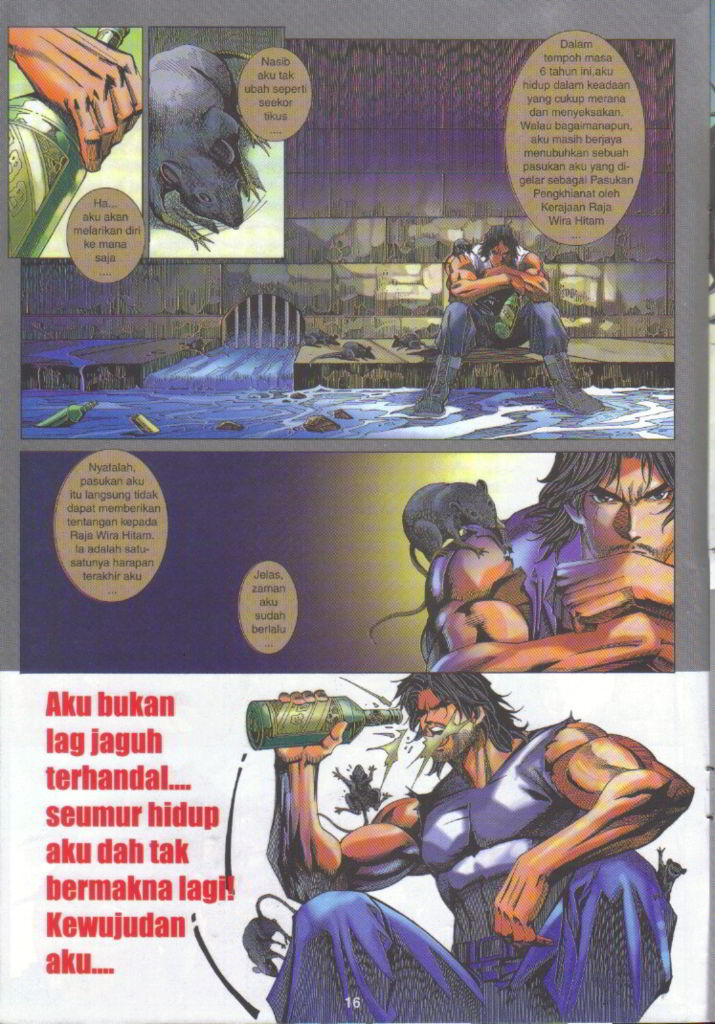 Ha...
aku akan
melarikan diri
ke mana
saja
....
Nasib
aku tak
ubah seperti
seekor
tikus
....
Dalam
tempoh masa
6 tahun ini,aku
hidup dalam keadaan
yang cukup merana
dan menyeksakan.
Walau bagaimanapun,
aku masih berjaya
menubuhkan sebuah
pasukan aku yang di-
gelar sebagai Pasukan
Pengkhianat oleh
Kerajaan Raja
Wira Hitam
...
Nyatalah,
pasukan aku
itu langsung tidak
dapat memberikan
tentangan kepada
Raja Wira Hitam.
Ia adalah satu-
satunya harapan
terakhir aku
...
Jelas,
zaman
aku
sudah
berlalu
...
Aku bukan
lag jaguh
terhandal....
seumur hidup
aku dah tak
bermakna lagi!
Kewujudan
aku....
16